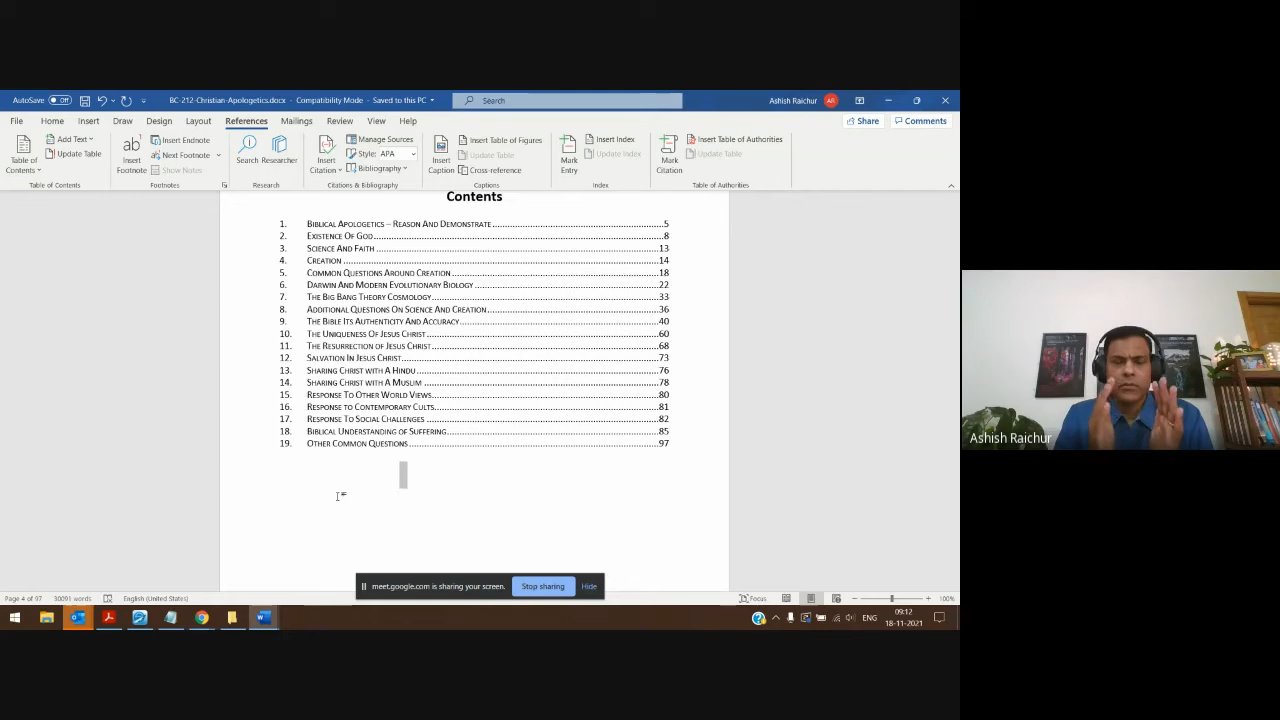 AutoSave Off BC-212-Christian-Apologetics.docx - Compatibility Mode - Saved to this PC Search Ashish Raichur AR
File Home Insert Draw Design Layout References Mailings Review View Help Share Comments
Table of Contents
Add Text
Update Table
Table of Contents
ab
Insert Footnote
Insert Endnote
Next Footnote
Show Notes
Footnotes
Search Researcher
Research
Insert Citation
Manage Sources
Style: APA
Bibliography
Citations & Bibliography
Insert Caption
Insert Table of Figures
Update Table
Cross-reference
Captions
Mark Entry
Insert Index
Update Index
Index
Mark Citation
Insert Table of Authorities
Update Table
Table of Authorities
Contents
1. Biblical Apologetics – Reason And Demonstrate 5
2. Existence Of God 8
3. Science And Faith 13
4. Creation 14
5. Common Questions Around Creation 18
6. Darwin And Modern Evolutionary Biology 22
7. The Big Bang Theory Cosmology 33
8. Additional Questions On Science And Creation 36
9. The Bible Its Authenticity And Accuracy 40
10. The Uniqueness Of Jesus Christ 60
11. The Resurrection of Jesus Christ 68
12. Salvation In Jesus Christ 73
13. Sharing Christ with A Hindu 76
14. Sharing Christ with A Muslim 78
15. Response To Other World Views 80
16. Response to Contemporary Cults 81
17. Response To Social Challenges 82
18. Biblical Understanding of Suffering 85
19. Other Common Questions 97
Ashish Raichur
meet.google.com is sharing your screen. Stop sharing Hide
Page 4 of 97 30091 words English (United States) Focus 100%
ENG 09:12
18-11-2021